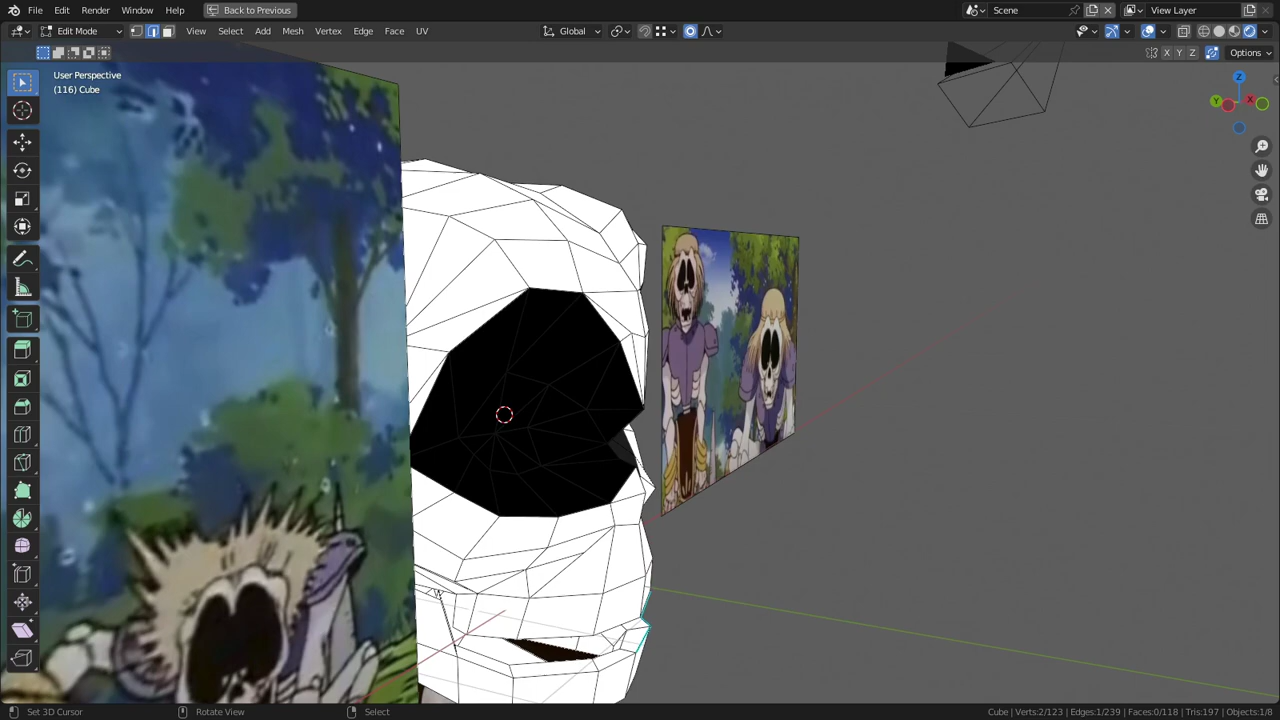 File Edit Render Window Help Back to Previous Scene View Layer
Edit Mode View Select Add Mesh Vertex Edge Face UV Global
X Y Z Options
User Perspective
(116) Cube
Z
Y X
Set 3D Cursor Rotate View Select Cube | Verts:2/123 | Edges:1/239 | Faces:0/118 | Tris:197 | Objects:1/8